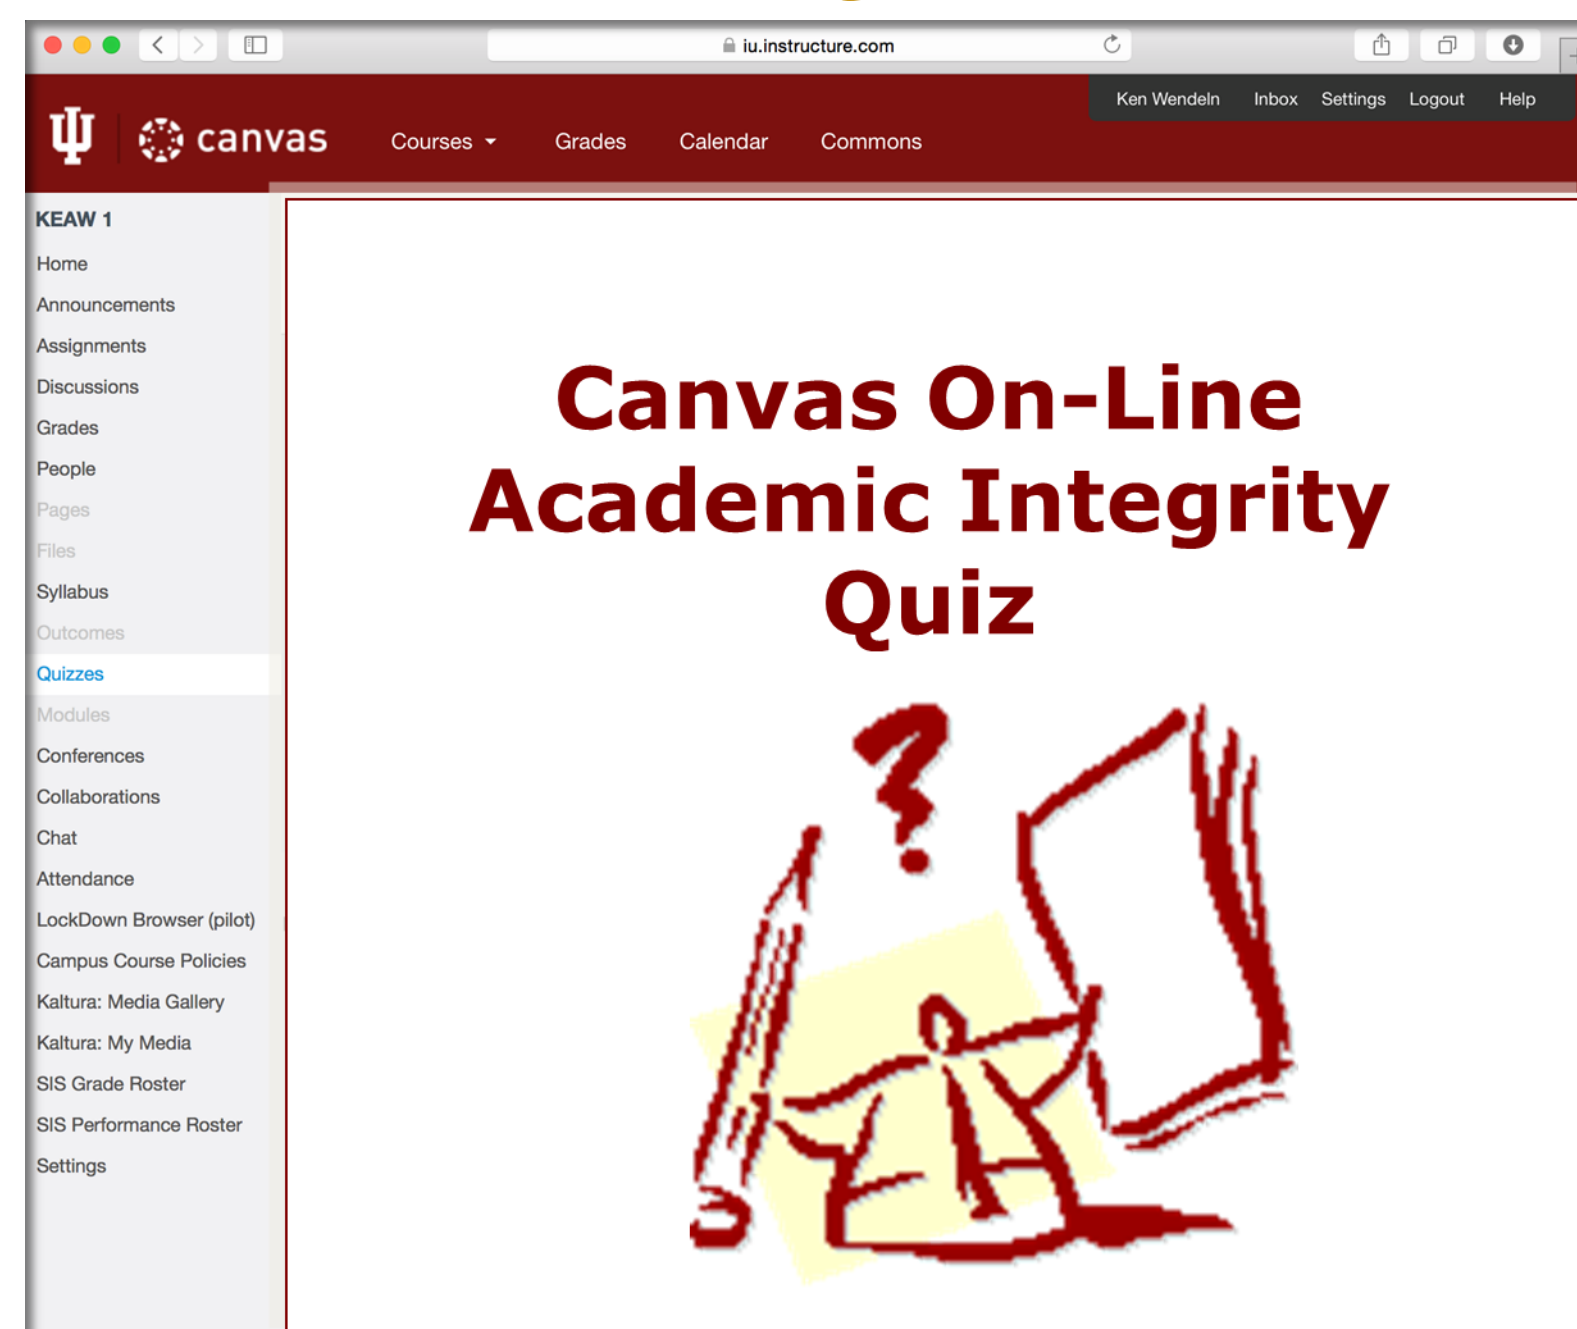 iu.instructure.com
Ken Wendeln Inbox Settings Logout Help
canvas Courses Grades Calendar Commons
KEAW 1
Home
Announcements
Assignments
Discussions
Grades
People
Pages
Files
Syllabus
Outcomes
Quizzes
Modules
Conferences
Collaborations
Chat
Attendance
LockDown Browser (pilot)
Campus Course Policies
Kaltura: Media Gallery
Kaltura: My Media
SIS Grade Roster
SIS Performance Roster
Settings
Canvas On-Line
Academic Integrity
Quiz
?